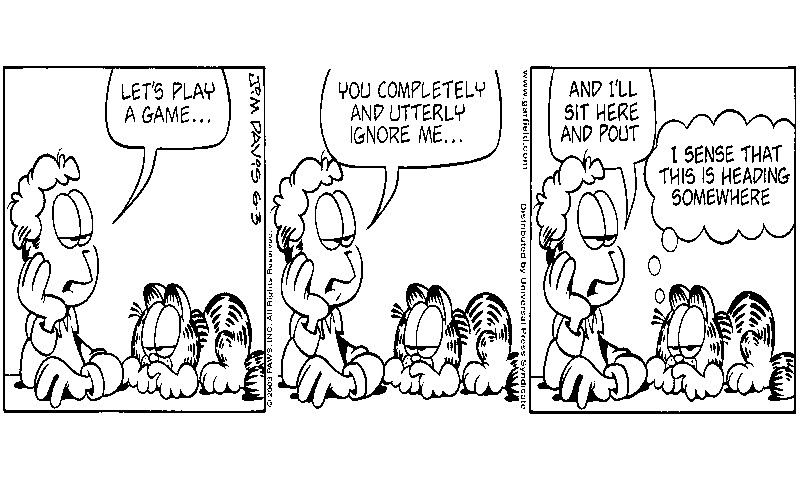 LET'S PLAY
A GAME...
JIM DAVIS 6-3
© 2003 PAWS, INC. All Rights Reserved.
YOU COMPLETELY
AND UTTERLY
IGNORE ME...
www.garfield.com
Distributed by Universal Press Syndicate
AND I'LL
SIT HERE
AND POUT
I SENSE THAT
THIS IS HEADING
SOMEWHERE